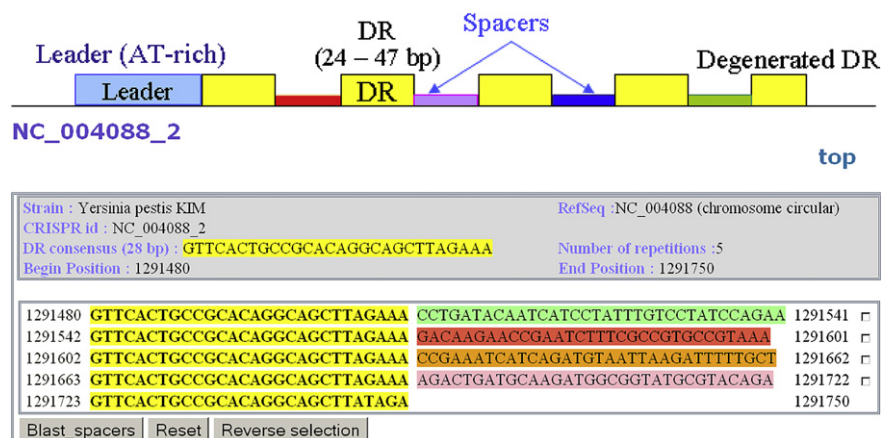 DR
Spacers
Leader (AT-rich)
(24 – 47 bp)
Degenerated DR
Leader
DR
NC_004088_2
top
Strain : Yersinia pestis KIM RefSeq :NC_004088 (chromosome circular)
CRISPR id : NC_004088_2
DR consensus (28 bp) : GTTCACTGCCGCACAGGCAGCTTAGAAA Number of repetitions :5
Begin Position : 1291480 End Position : 1291750
1291480 GTTCACTGCCGCACAGGCAGCTTAGAAA CCTGATACAATCATCCTATTTGTCCTATCCAGAA 1291541
1291542 GTTCACTGCCGCACAGGCAGCTTAGAAA GACAAGAACCGAATCTTTCGCCGTGCCGTAAA 1291601
1291602 GTTCACTGCCGCACAGGCAGCTTAGAAA CCGAAATCATCAGATGTAATTAAGATTTTTGCT 1291662
1291663 GTTCACTGCCGCACAGGCAGCTTAGAAA AGACTGATGCAAGATGGCGGTATGCGTACAGA 1291722
1291723 GTTCACTGCCGCACAGGCAGCTTATAGA 1291750
Blast spacers Reset Reverse selection